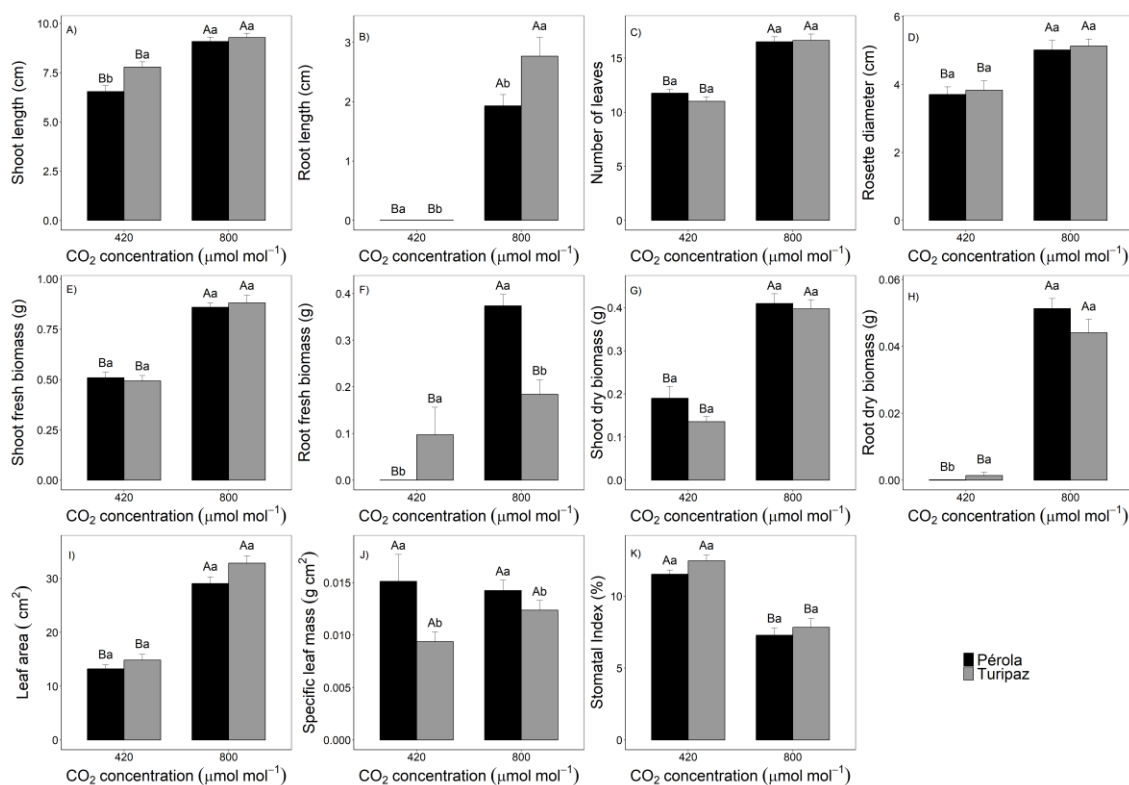 A)
Shoot length (cm)
10.0
7.5
5.0
2.5
0.0
Bb
Ba
Aa
Aa
420
800
CO₂ concentration (μmol mol⁻¹)
B)
Root length (cm)
3
2
1
0
Ba
Bb
Ab
Aa
420
800
CO₂ concentration (μmol mol⁻¹)
C)
Number of leaves
15
10
5
0
Ba
Ba
Aa
Aa
420
800
CO₂ concentration (μmol mol⁻¹)
D)
Rosette diameter (cm)
6
4
2
0
Ba
Ba
Aa
Aa
420
800
CO₂ concentration (μmol mol⁻¹)
E)
Shoot fresh biomass (g)
1.00
0.75
0.50
0.25
0.00
Ba
Ba
Aa
Aa
420
800
CO₂ concentration (μmol mol⁻¹)
F)
Root fresh biomass (g)
0.4
0.3
0.2
0.1
0.0
Bb
Ba
Aa
Bb
420
800
CO₂ concentration (μmol mol⁻¹)
G)
Shoot dry biomass (g)
0.4
0.3
0.2
0.1
0.0
Ba
Ba
Aa
Aa
420
800
CO₂ concentration (μmol mol⁻¹)
H)
Root dry biomass (g)
0.06
0.04
0.02
0.00
Bb
Ba
Aa
Aa
420
800
CO₂ concentration (μmol mol⁻¹)
I)
Leaf area ( cm²)
30
20
10
0
Ba
Ba
Aa
Aa
420
800
CO₂ concentration (μmol mol⁻¹)
J)
Specific leaf mass (g cm²)
0.015
0.010
0.005
0.000
Aa
Ab
Aa
Ab
420
800
CO₂ concentration (μmol mol⁻¹)
K)
Stomatal Index (%)
10
5
0
Aa
Aa
Ba
Ba
420
800
CO₂ concentration (μmol mol⁻¹)
Pérola
Turipaz